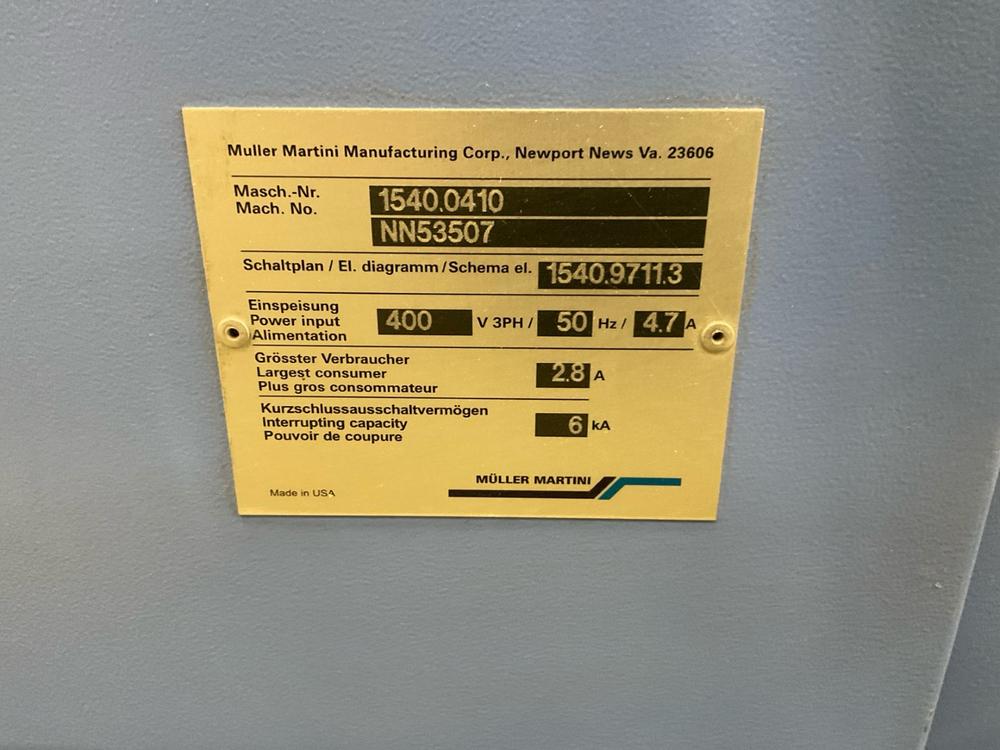 Muller Martini Manufacturing Corp., Newport News Va. 23606
Masch.-Nr. 1540.0410
Mach. No. NN53507
Schaltplan / El. diagramm / Schema el. 1540.9711.3
Einspeisung
Power input 400 V 3PH / 50 Hz / 4.7 A
Alimentation
Grösster Verbraucher
Largest consumer 2.8 A
Plus gros consommateur
Kurzschlussausschaltvermögen
Interrupting capacity 6 kA
Pouvoir de coupure
MÜLLER MARTINI
Made in USA